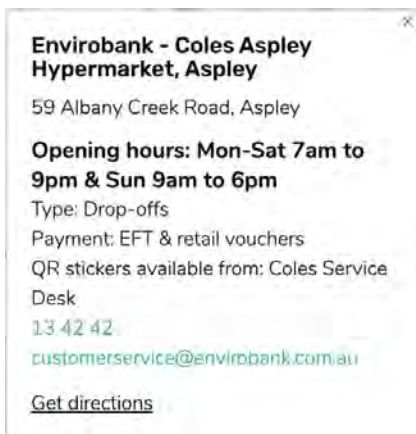 Envirobank - Coles Aspley
Hypermarket, Aspley
59 Albany Creek Road, Aspley
Opening hours: Mon-Sat 7am to
9pm & Sun 9am to 6pm
Type: Drop-offs
Payment: EFT & retail vouchers
QR stickers available from: Coles Service
Desk
13 42 42
customerservice@envirobank.com.au
Get directions